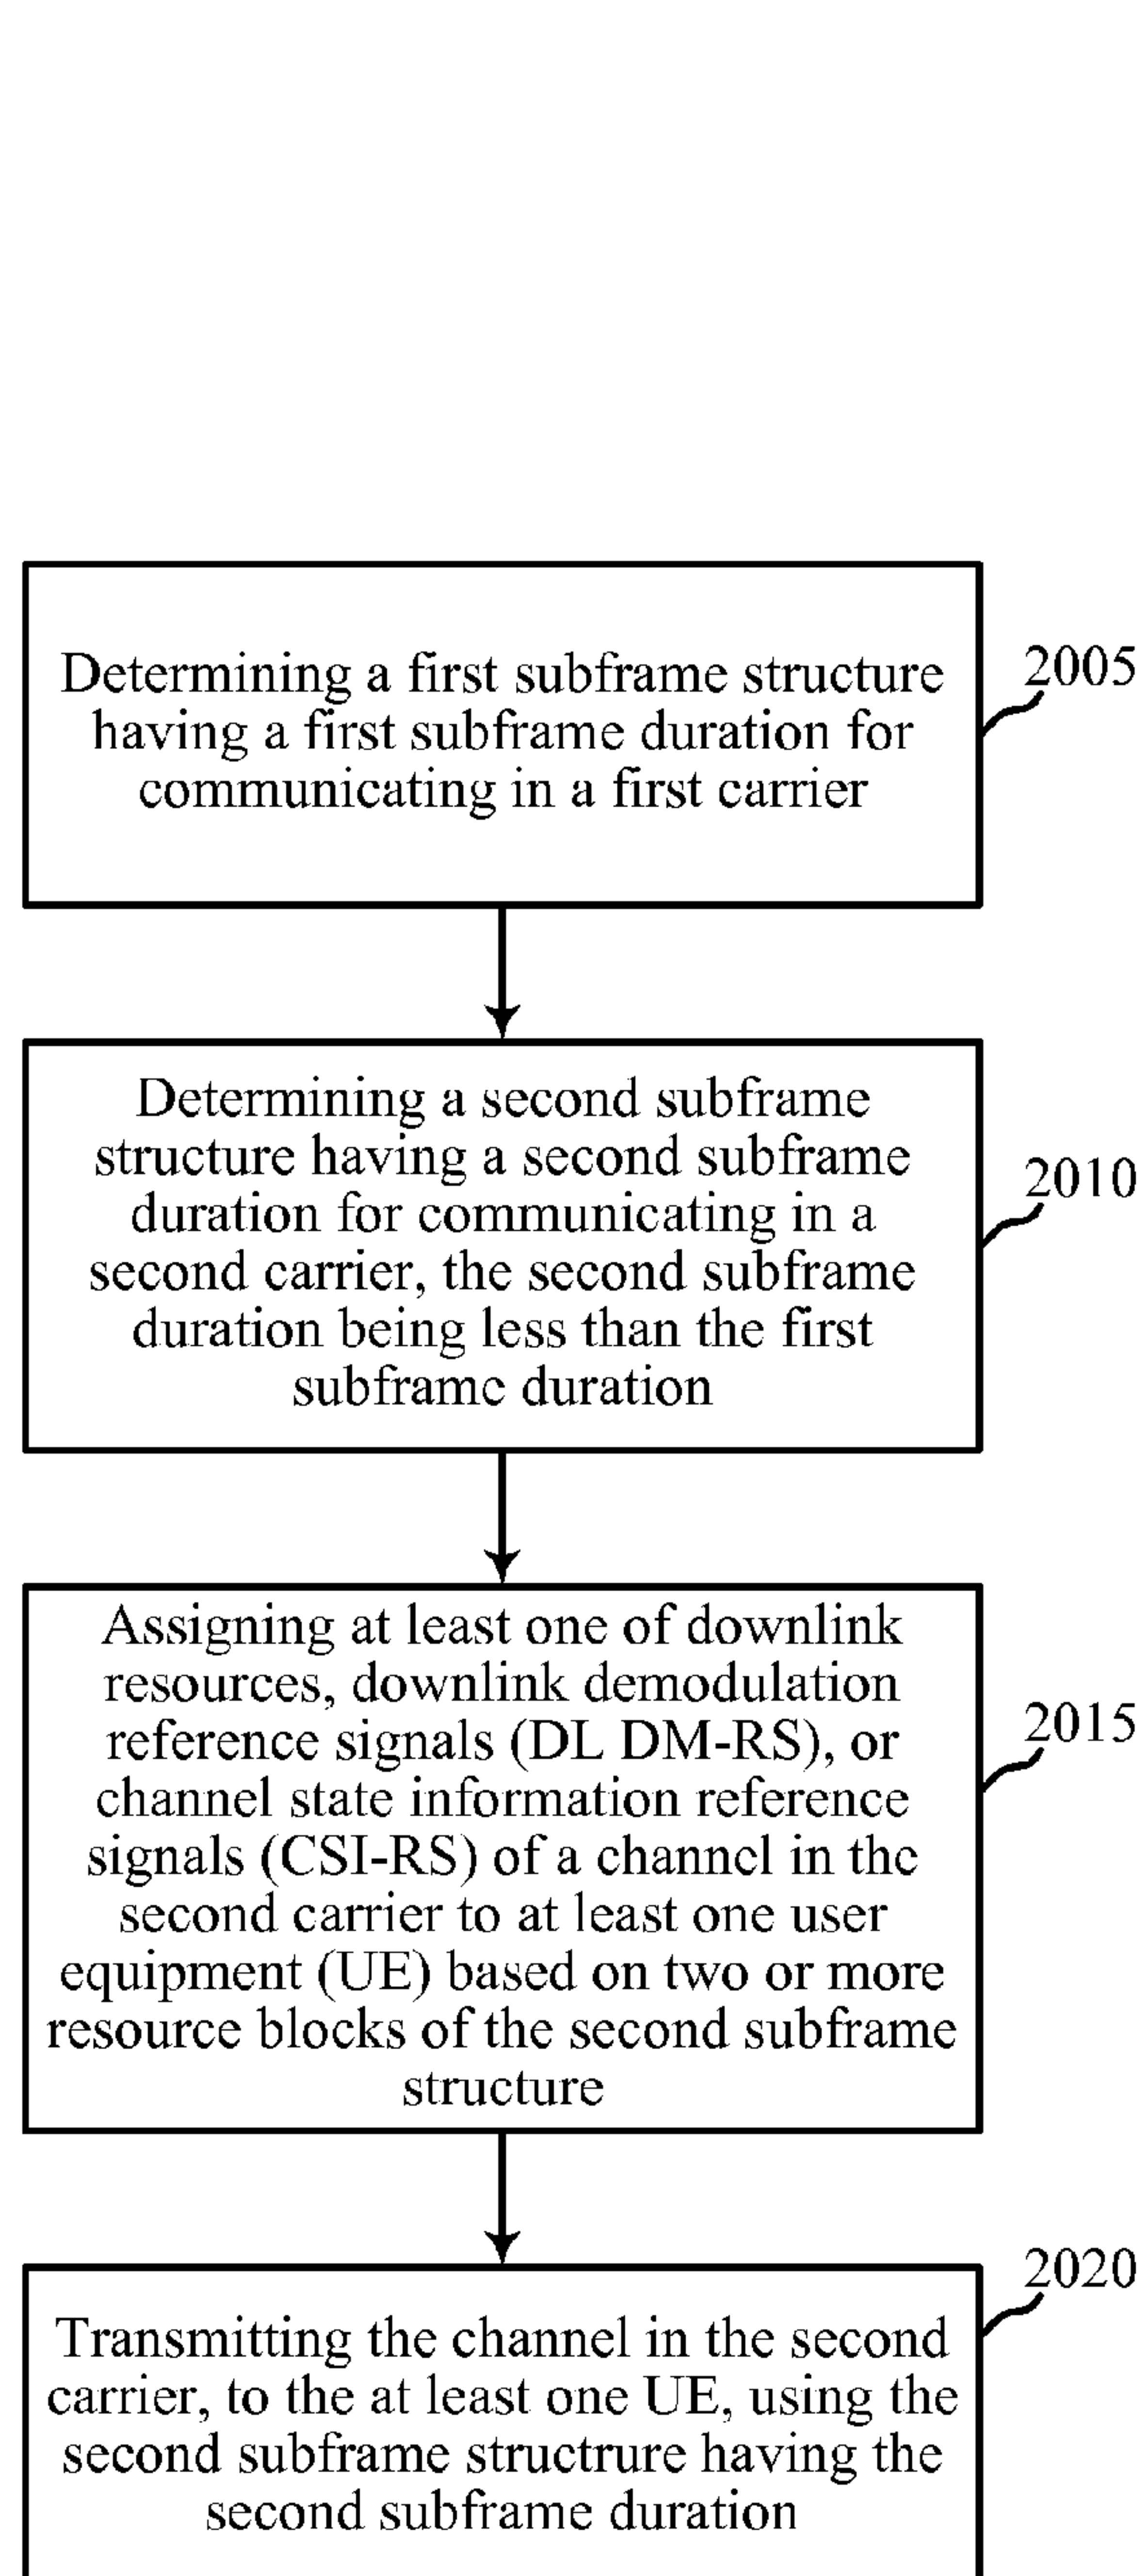 Determining a first subframe structure
having a first subframe duration for
communicating in a first carrier
2005
Determining a second subframe
structure having a second subframe
duration for communicating in a
second carrier, the second subframe
duration being less than the first
subframe duration
2010
Assigning at least one of downlink
resources, downlink demodulation
reference signals (DL DM-RS), or
channel state information reference
signals (CSI-RS) of a channel in the
second carrier to at least one user
equipment (UE) based on two or more
resource blocks of the second subframe
structure
2015
Transmitting the channel in the second
carrier, to the at least one UE, using the
second subframe structrure having the
second subframe duration
2020